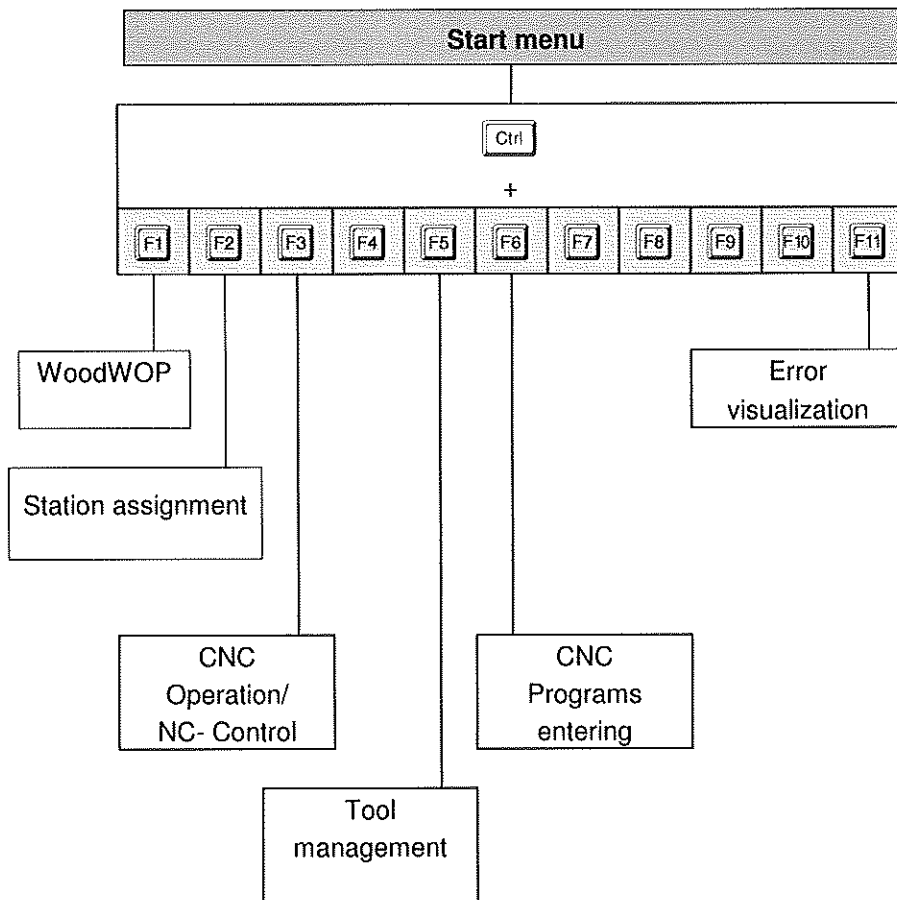 Start menu
Ctrl
+
F1 F2 F3 F4 F5 F6 F7 F8 F9 F10 F11
WoodWOP
Error
visualization
Station assignment
CNC
Operation/
NC- Control
CNC
Programs
entering
Tool
management